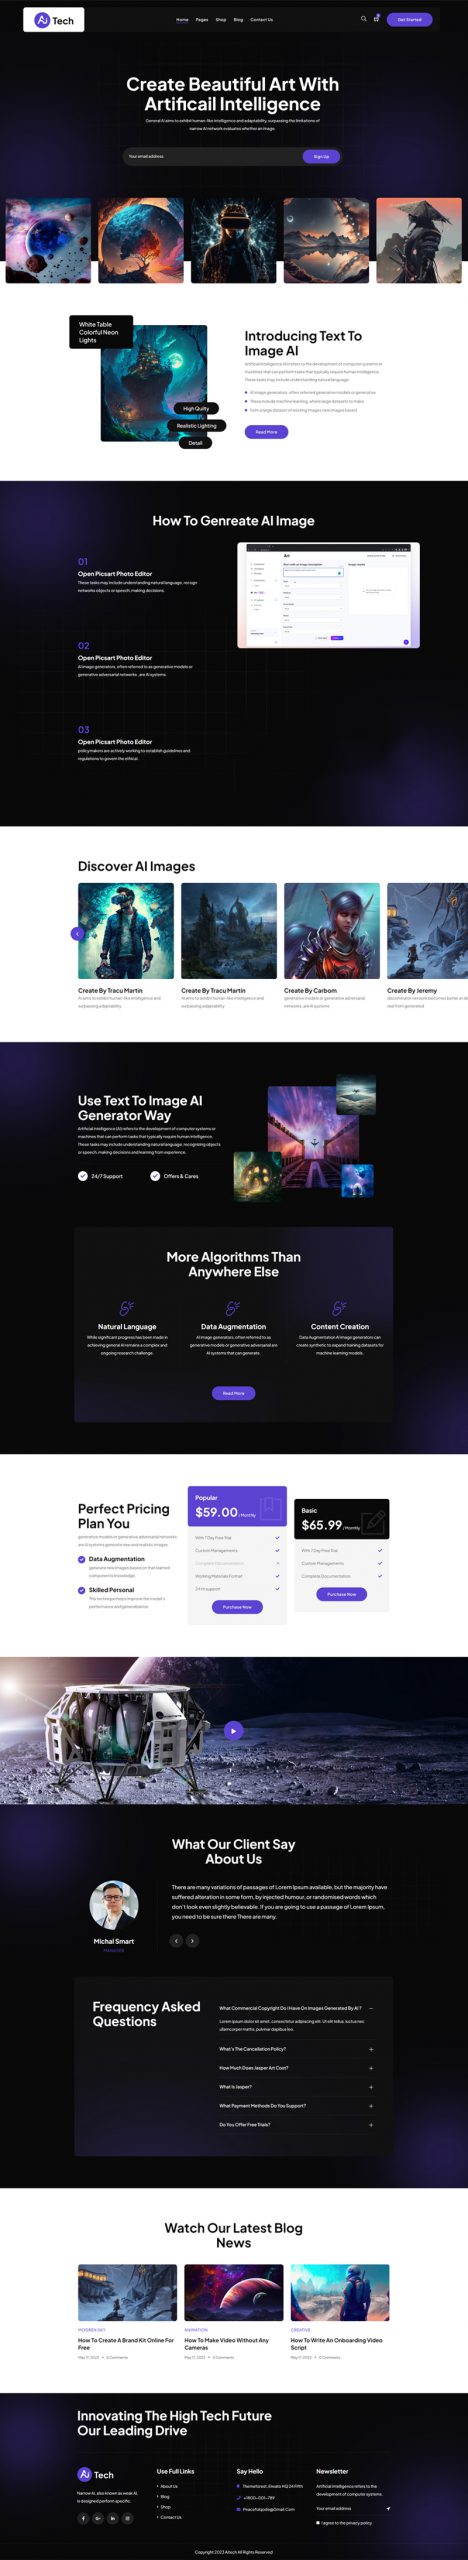 AJ Tech
Home Pages Shop Blog Contact Us
Get Started
Create Beautiful Art With
Artificail Intelligence
General AI aims to exhibit human-like intelligence and adaptability, surpassing the limitations of
narrow AI network evaluates whether an image.
Your email address
Sign Up
White Table
Colorful Neon
Lights
High Quilty
Realistic Lighting
Detail
Introducing Text To
Image AI
Artificial intelligence (AI) refers to the development of computer systems or
machines that can perform tasks that typically require human intelligence.
These tasks may include understanding natural language,
AI image generators, often referred generative models or generative
These include machine learning, where large datasets to make
from a large dataset of existing images new images based
Read More
How To Genreate AI Image
01
Open Picsart Photo Editor
These tasks may include understanding natural language, recogn
networks objects or speech, making decisions.
02
Open Picsart Photo Editor
AI image generators, often referred to as generative models or
generative adversarial networks ,are AI systems.
03
Open Picsart Photo Editor
policymakers are actively working to establish guidelines and
regulations to govern the ethical.
Art
Discover AI Images
Create By Tracu Martin
AI aims to exhibit human-like intelligence and
surpassing adaptability
Create By Tracu Martin
AI aims to exhibit human-like intelligence and
surpassing adaptability
Create By Carbom
generative models or generative adversarial
networks ,are AI systems
Create By Jeremy
discriminator network becomes better at di
real from generated.
Use Text To Image AI
Generator Way
Artificial intelligence (AI) refers to the development of computer systems or
machines that can perform tasks that typically require human intelligence.
These tasks may include understanding natural language, recognizing objects
or speech, making decisions and learning from experience.
24/7 Support
Offers & Cares
More Algorithms Than
Anywhere Else
Natural Language
While significant progress has been made in
achieving general AI remains a complex and
ongoing research challenge.
Data Augmentation
AI image generators, often referred to as
generative models or generative adversarial are
AI systems that can generate.
Content Creation
Data Augmentation AI image generators can
create synthetic to expand training datasets for
machine learning models.
Read More
Perfect Pricing
Plan You
generative models or generative adversarial networks
are AI systems generate new and realistic images.
Data Augmentation
generate new images based on that learned
components knowledge.
Skilled Personal
This technique helps improve the model's
performance and generalization.
Popular
$59.00 / Monthly
With 7 Day Free Trial
Custom Managements
Complete Documentation
Working Materials Format
24 Hr support
Purchase Now
Basic
$65.99 / Monthly
With 7 Day Free Trial
Custom Managements
Complete Documentation
Purchase Now
What Our Client Say
About Us
Michal Smart
MANAGER
There are many variations of passages of Lorem Ipsum available, but the majority have
suffered alteration in some form, by injected humour, or randomised words which
don't look even slightly believable. If you are going to use a passage of Lorem Ipsum,
you need to be sure there There are many.
Frequency Asked
Questions
What Commercial Copyright Do I Have On Images Generated By AI ?
Lorem ipsum dolor sit amet, consectetur adipiscing elit. Ut elit tellus, luctus nec
ullamcorper mattis, pulvinar dapibus leo.
What's The Cancellation Policy?
How Much Does Jasper Art Cost?
What Is Jasper?
What Payment Methods Do You Support?
Do You Offer Free Trials?
Watch Our Latest Blog
News
MODREN SKY
How To Create A Brand Kit Online For
Free
May 17, 2023 • 0 Comments
ANIMATION
How To Make Video Without Any
Cameras
May 17, 2023 • 0 Comments
CREATIVE
How To Write An Onboarding Video
Script
May 17, 2023 • 0 Comments
Innovating The High Tech Future
Our Leading Drive
AJ Tech
Narrow AI, also known as weak AI,
is designed perform specific.
Use Full Links
About Us
Blog
Shop
Contact Us
Say Hello
Themeforest, Envato HQ 24 Fifth
+1800-001-789
Peacefulqode@Gmail.Com
Newsletter
Artificial intelligence refers to the
development of computer systems.
Your email address
I agree to the privacy policy
Copyright 2023 Aitech All Rights Reserved